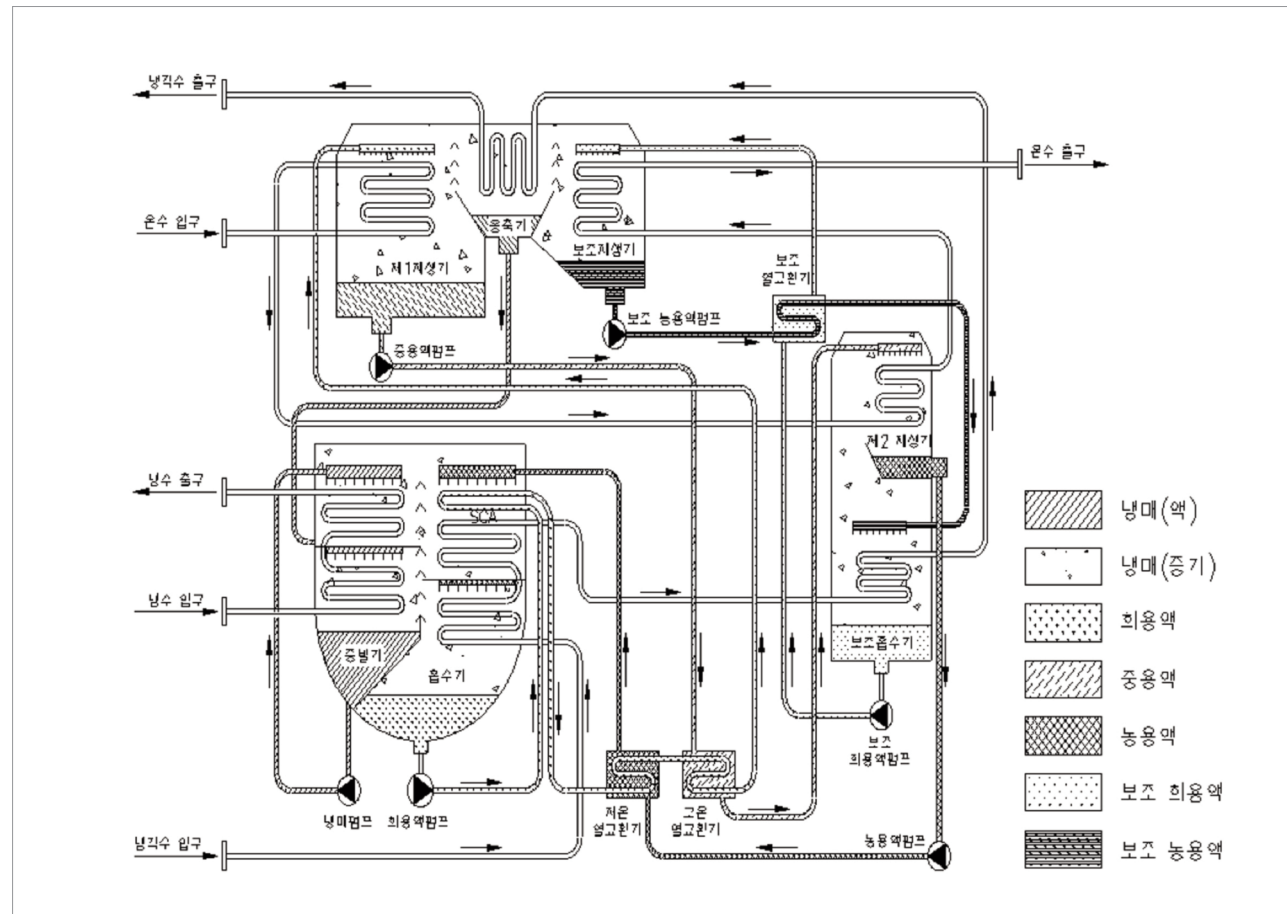 냉각수 출구
온수 출구
온수 입구
응축기
제1재생기
보조재생기
보조
열교환기
보조 농용액펌프
중용액펌프
제2 재생기
냉수 출구
SCA
냉수 입구
증발기
흡수기
보조흡수기
보조
희용액펌프
냉매펌프
희용액펌프
저온
열교환기
고온
열교환기
농용액펌프
냉각수 입구
냉매(액)
냉매(증기)
희용액
중용액
농용액
보조 희용액
보조 농용액